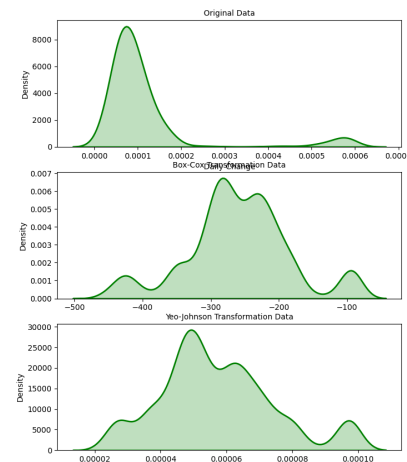 Original Data
8000
6000
4000
2000
0
Density
0.0000 0.0001 0.0002 0.0003 0.0004 0.0005 0.0006 0.000
Daily Change
Box-Cox Transformation Data
0.007
0.006
0.005
0.004
0.003
0.002
0.001
0.000
Density
−500 −400 −300 −200 −100
Yeo-Johnson Transformation Data
30000
25000
20000
15000
10000
5000
0
Density
0.00002 0.00004 0.00006 0.00008 0.00010